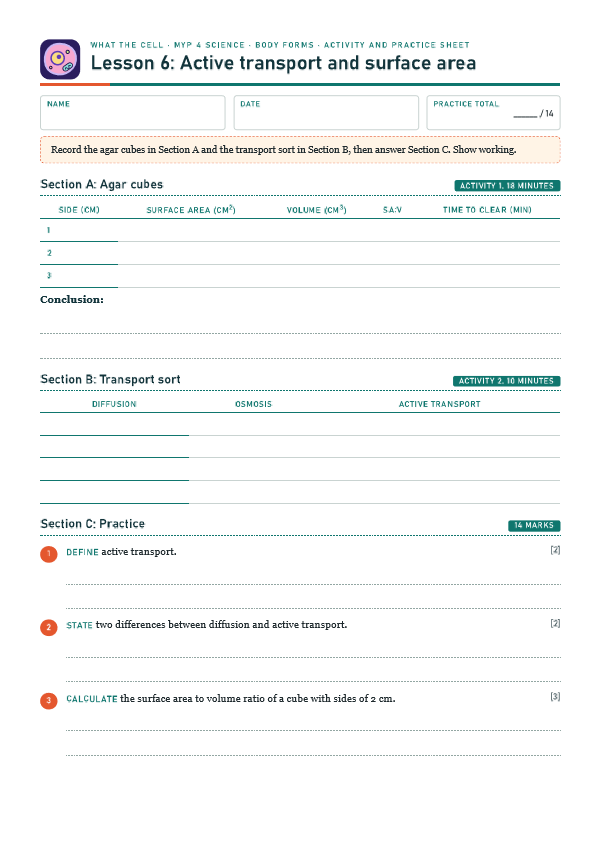 WHAT THE CELL · MYP 4 SCIENCE · BODY FORMS · ACTIVITY AND PRACTICE SHEET
Lesson 6: Active transport and surface area
NAME
DATE
PRACTICE TOTAL
_____ / 14
Record the agar cubes in Section A and the transport sort in Section B, then answer Section C. Show working.
Section A: Agar cubes
ACTIVITY 1, 18 MINUTES
SIDE (CM) SURFACE AREA (CM²) VOLUME (CM³) SA:V TIME TO CLEAR (MIN)
1
2
3
Conclusion:
Section B: Transport sort
ACTIVITY 2, 10 MINUTES
DIFFUSION OSMOSIS ACTIVE TRANSPORT
Section C: Practice
14 MARKS
1 DEFINE active transport. [2]
2 STATE two differences between diffusion and active transport. [2]
3 CALCULATE the surface area to volume ratio of a cube with sides of 2 cm. [3]